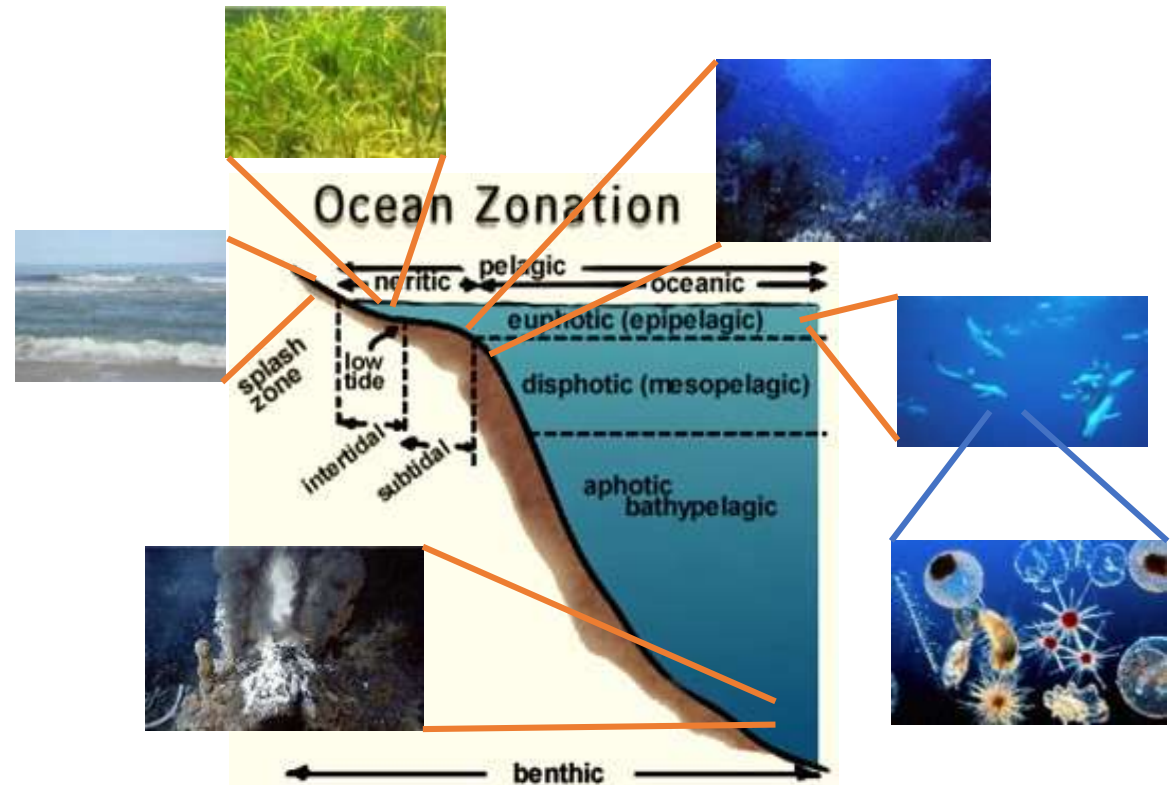 Ocean Zonation
pelagic
neritic
oceanic
euphotic (epipelagic)
low
tide
splash
zone
disphotic (mesopelagic)
intertidal
subtidal
aphotic
bathypelagic
benthic